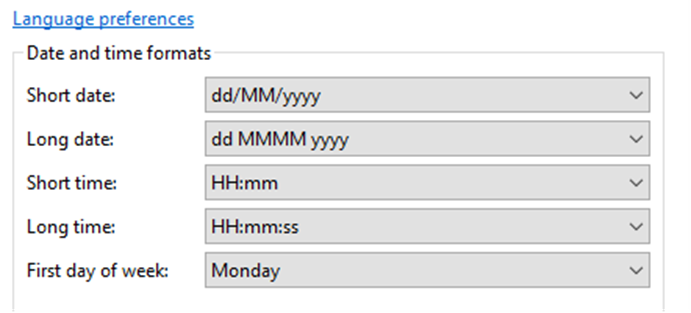 Language preferences
Date and time formats
Short date: dd/MM/yyyy
Long date: dd MMMM yyyy
Short time: HH:mm
Long time: HH:mm:ss
First day of week: Monday